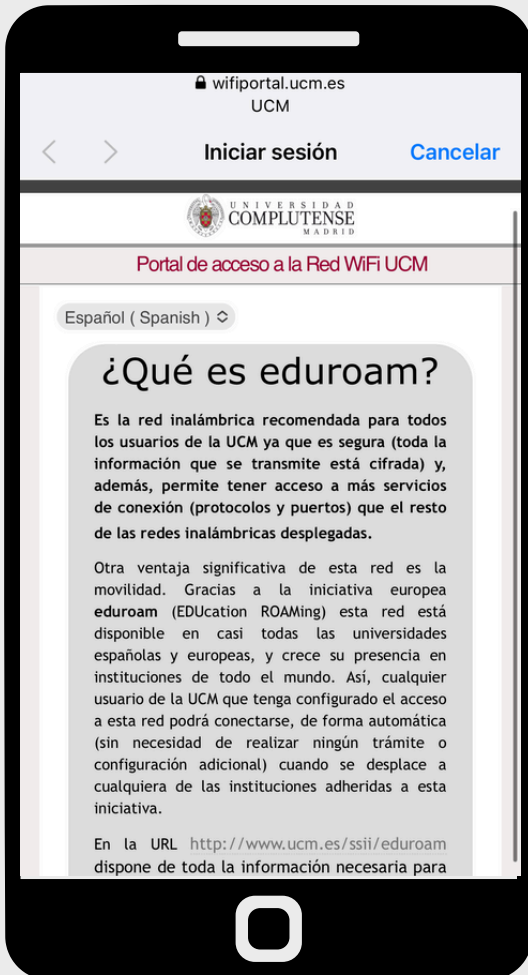 wifiportal.ucm.es
UCM
Iniciar sesión
Cancelar
UNIVERSIDAD
COMPLUTENSE
MADRID
Portal de acceso a la Red WiFi UCM
Español ( Spanish )
¿Qué es eduroam?
Es la red inalámbrica recomendada para todos
los usuarios de la UCM ya que es segura (toda la
información que se transmite está cifrada) y,
además, permite tener acceso a más servicios
de conexión (protocolos y puertos) que el resto
de las redes inalámbricas desplegadas.
Otra ventaja significativa de esta red es la
movilidad. Gracias a la iniciativa europea
eduroam (EDUcation ROAMing) esta red está
disponible en casi todas las universidades
españolas y europeas, y crece su presencia en
instituciones de todo el mundo. Así, cualquier
usuario de la UCM que tenga configurado el acceso
a esta red podrá conectarse, de forma automática
(sin necesidad de realizar ningún trámite o
configuración adicional) cuando se desplace a
cualquiera de las instituciones adheridas a esta
iniciativa.
En la URL http://www.ucm.es/ssii/eduroam
dispone de toda la información necesaria para